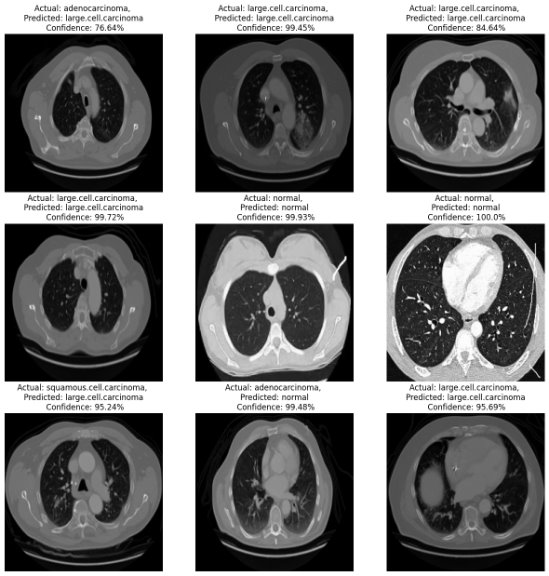 Actual: adenocarcinoma,
Predicted: large.cell.carcinoma
Confidence: 76.64%
Actual: large.cell.carcinoma,
Predicted: large.cell.carcinoma
Confidence: 99.45%
Actual: large.cell.carcinoma,
Predicted: large.cell.carcinoma
Confidence: 84.64%
Actual: large.cell.carcinoma,
Predicted: large.cell.carcinoma
Confidence: 99.72%
Actual: normal,
Predicted: normal
Confidence: 99.93%
Actual: normal,
Predicted: normal
Confidence: 100.0%
Actual: squamous.cell.carcinoma,
Predicted: large.cell.carcinoma
Confidence: 95.24%
Actual: adenocarcinoma,
Predicted: normal
Confidence: 99.48%
Actual: large.cell.carcinoma,
Predicted: large.cell.carcinoma
Confidence: 95.69%